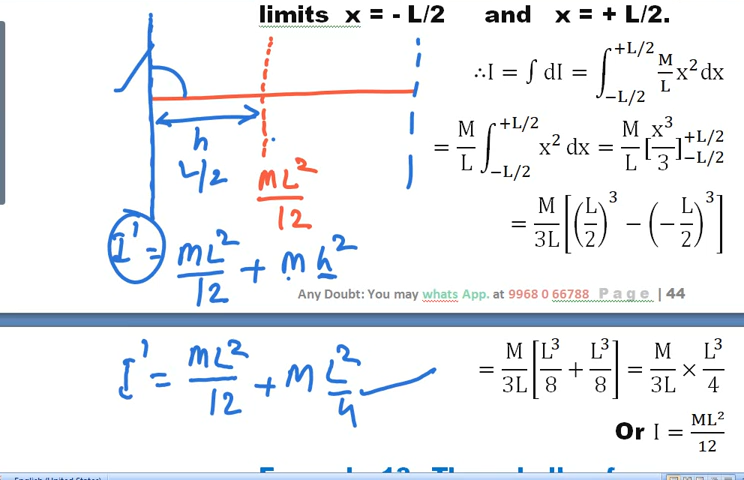 limits x = - L/2 and x = + L/2.
∴I = ∫ dI = ∫₋L/2^+L/2 M/L x² dx
= M/L ∫₋L/2^+L/2 x² dx = M/L [x³/3]₋L/2^+L/2
h
L/2
ML²/12
= M/3L [(L/2)³ − (−L/2)³]
I' = ML²/12 + Mh²
Any Doubt: You may whats App. at 9968 0 66788 Page | 44
I' = ML²/12 + M L²/4
= M/3L [L³/8 + L³/8] = M/3L × L³/4
Or I = ML²/12